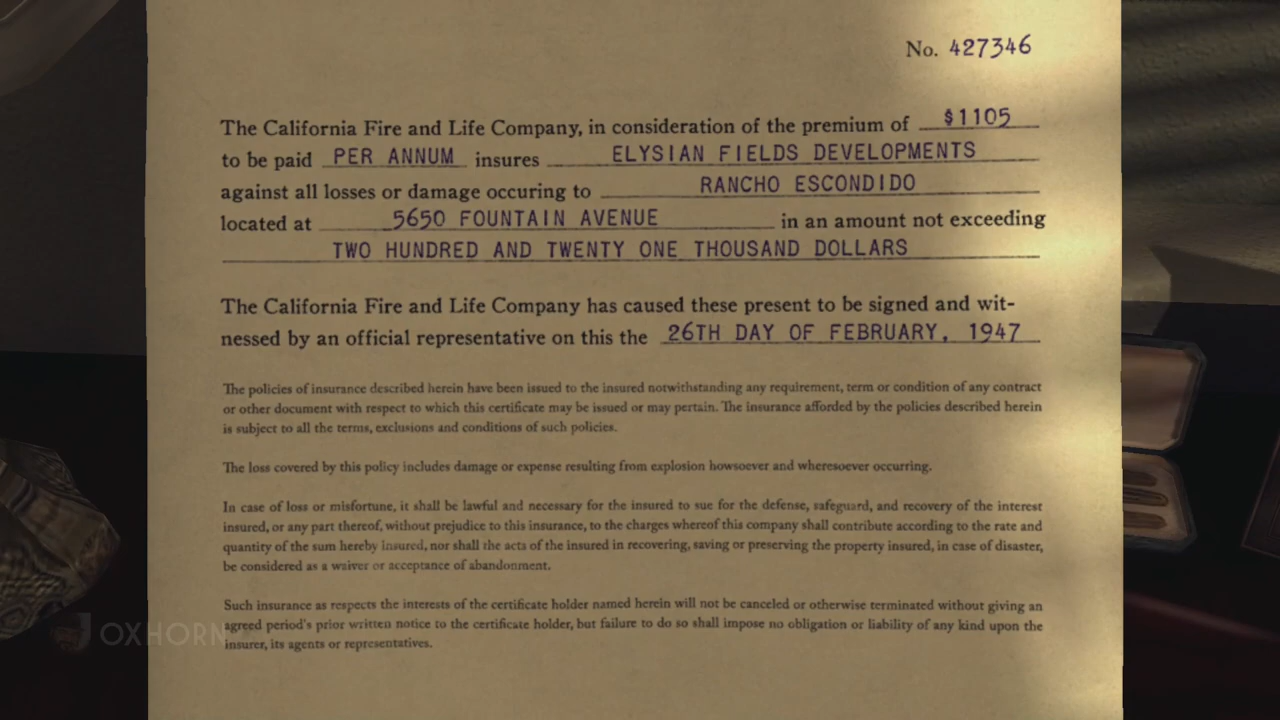 No. 427346
The California Fire and Life Company, in consideration of the premium of $1105
to be paid PER ANNUM insures ELYSIAN FIELDS DEVELOPMENTS
against all losses or damage occuring to RANCHO ESCONDIDO
located at 5650 FOUNTAIN AVENUE in an amount not exceeding
TWO HUNDRED AND TWENTY ONE THOUSAND DOLLARS
The California Fire and Life Company has caused these present to be signed and wit-
nessed by an official representative on this the 26TH DAY OF FEBRUARY, 1947
The policies of insurance described herein have been issued to the insured notwithstanding any requirement, term or condition of any contract
or other document with respect to which this certificate may be issued or may pertain. The insurance afforded by the policies described herein
is subject to all the terms, exclusions and conditions of such policies.
The loss covered by this policy includes damage or expense resulting from explosion howsoever and wheresoever occurring.
In case of loss or misfortune, it shall be lawful and necessary for the insured to sue for the defense, safeguard, and recovery of the interest
insured, or any part thereof, without prejudice to this insurance, to the charges whereof this company shall contribute according to the rate and
quantity of the sum hereby insured, nor shall the acts of the insured in recovering, saving or preserving the property insured, in case of disaster,
be considered as a waiver or acceptance of abandonment.
Such insurance as respects the interests of the certificate holder named herein will not be canceled or otherwise terminated without giving an
agreed period's prior written notice to the certificate holder, but failure to do so shall impose no obligation or liability of any kind upon the
insurer, its agents or representatives.
OXHORN